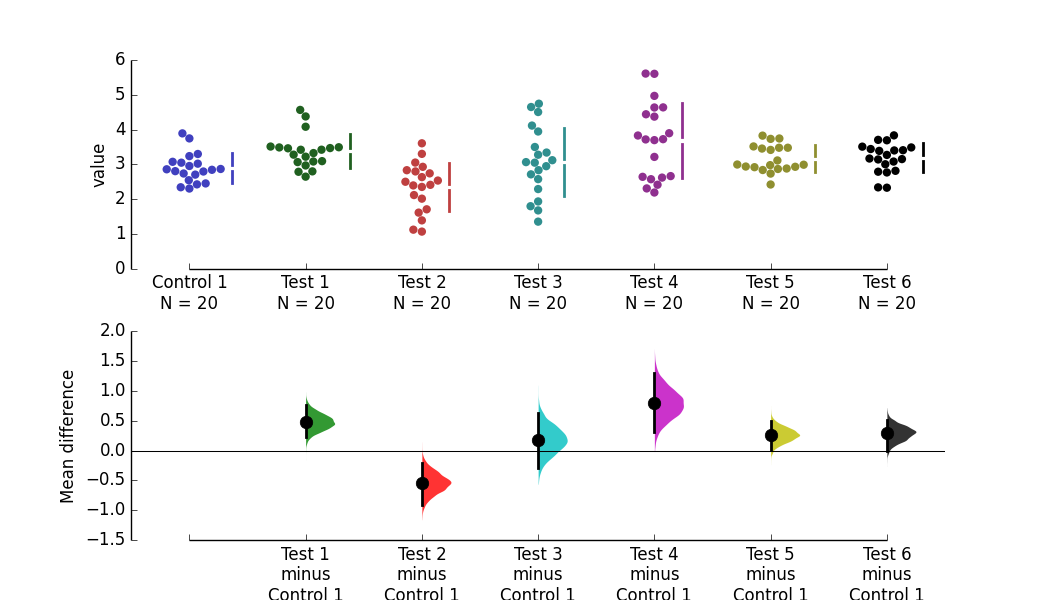 6
5
4
3
2
1
0
value
Control 1 Test 1 Test 2 Test 3 Test 4 Test 5 Test 6
N = 20 N = 20 N = 20 N = 20 N = 20 N = 20 N = 20
2.0
1.5
1.0
0.5
0.0
−0.5
−1.0
−1.5
Mean difference
Test 1 Test 2 Test 3 Test 4 Test 5 Test 6
minus minus minus minus minus minus
Control 1 Control 1 Control 1 Control 1 Control 1 Control 1